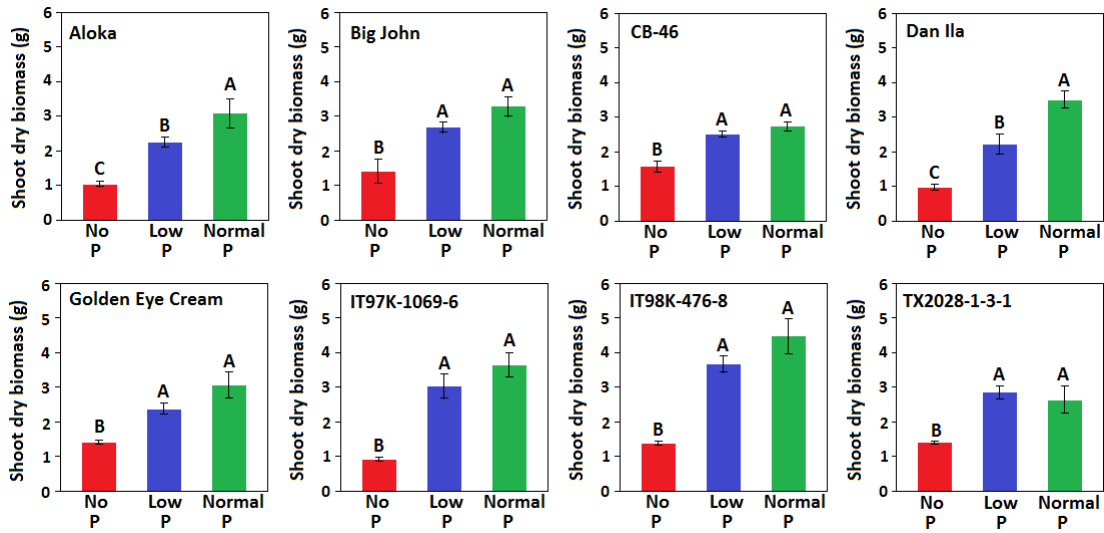 Shoot dry biomass (g)
6
5
4
3
2
1
0
Aloka
C
B
A
No Low Normal
P P P
Shoot dry biomass (g)
6
5
4
3
2
1
0
Big John
B
A
A
No Low Normal
P P P
Shoot dry biomass (g)
6
5
4
3
2
1
0
CB-46
B
A
A
No Low Normal
P P P
Shoot dry biomass (g)
6
5
4
3
2
1
0
Dan Ila
C
B
A
No Low Normal
P P P
Shoot dry biomass (g)
6
5
4
3
2
1
0
Golden Eye Cream
B
A
A
No Low Normal
P P P
Shoot dry biomass (g)
6
5
4
3
2
1
0
IT97K-1069-6
B
A
A
No Low Normal
P P P
Shoot dry biomass (g)
6
5
4
3
2
1
0
IT98K-476-8
B
A
A
No Low Normal
P P P
Shoot dry biomass (g)
6
5
4
3
2
1
0
TX2028-1-3-1
B
A
A
No Low Normal
P P P